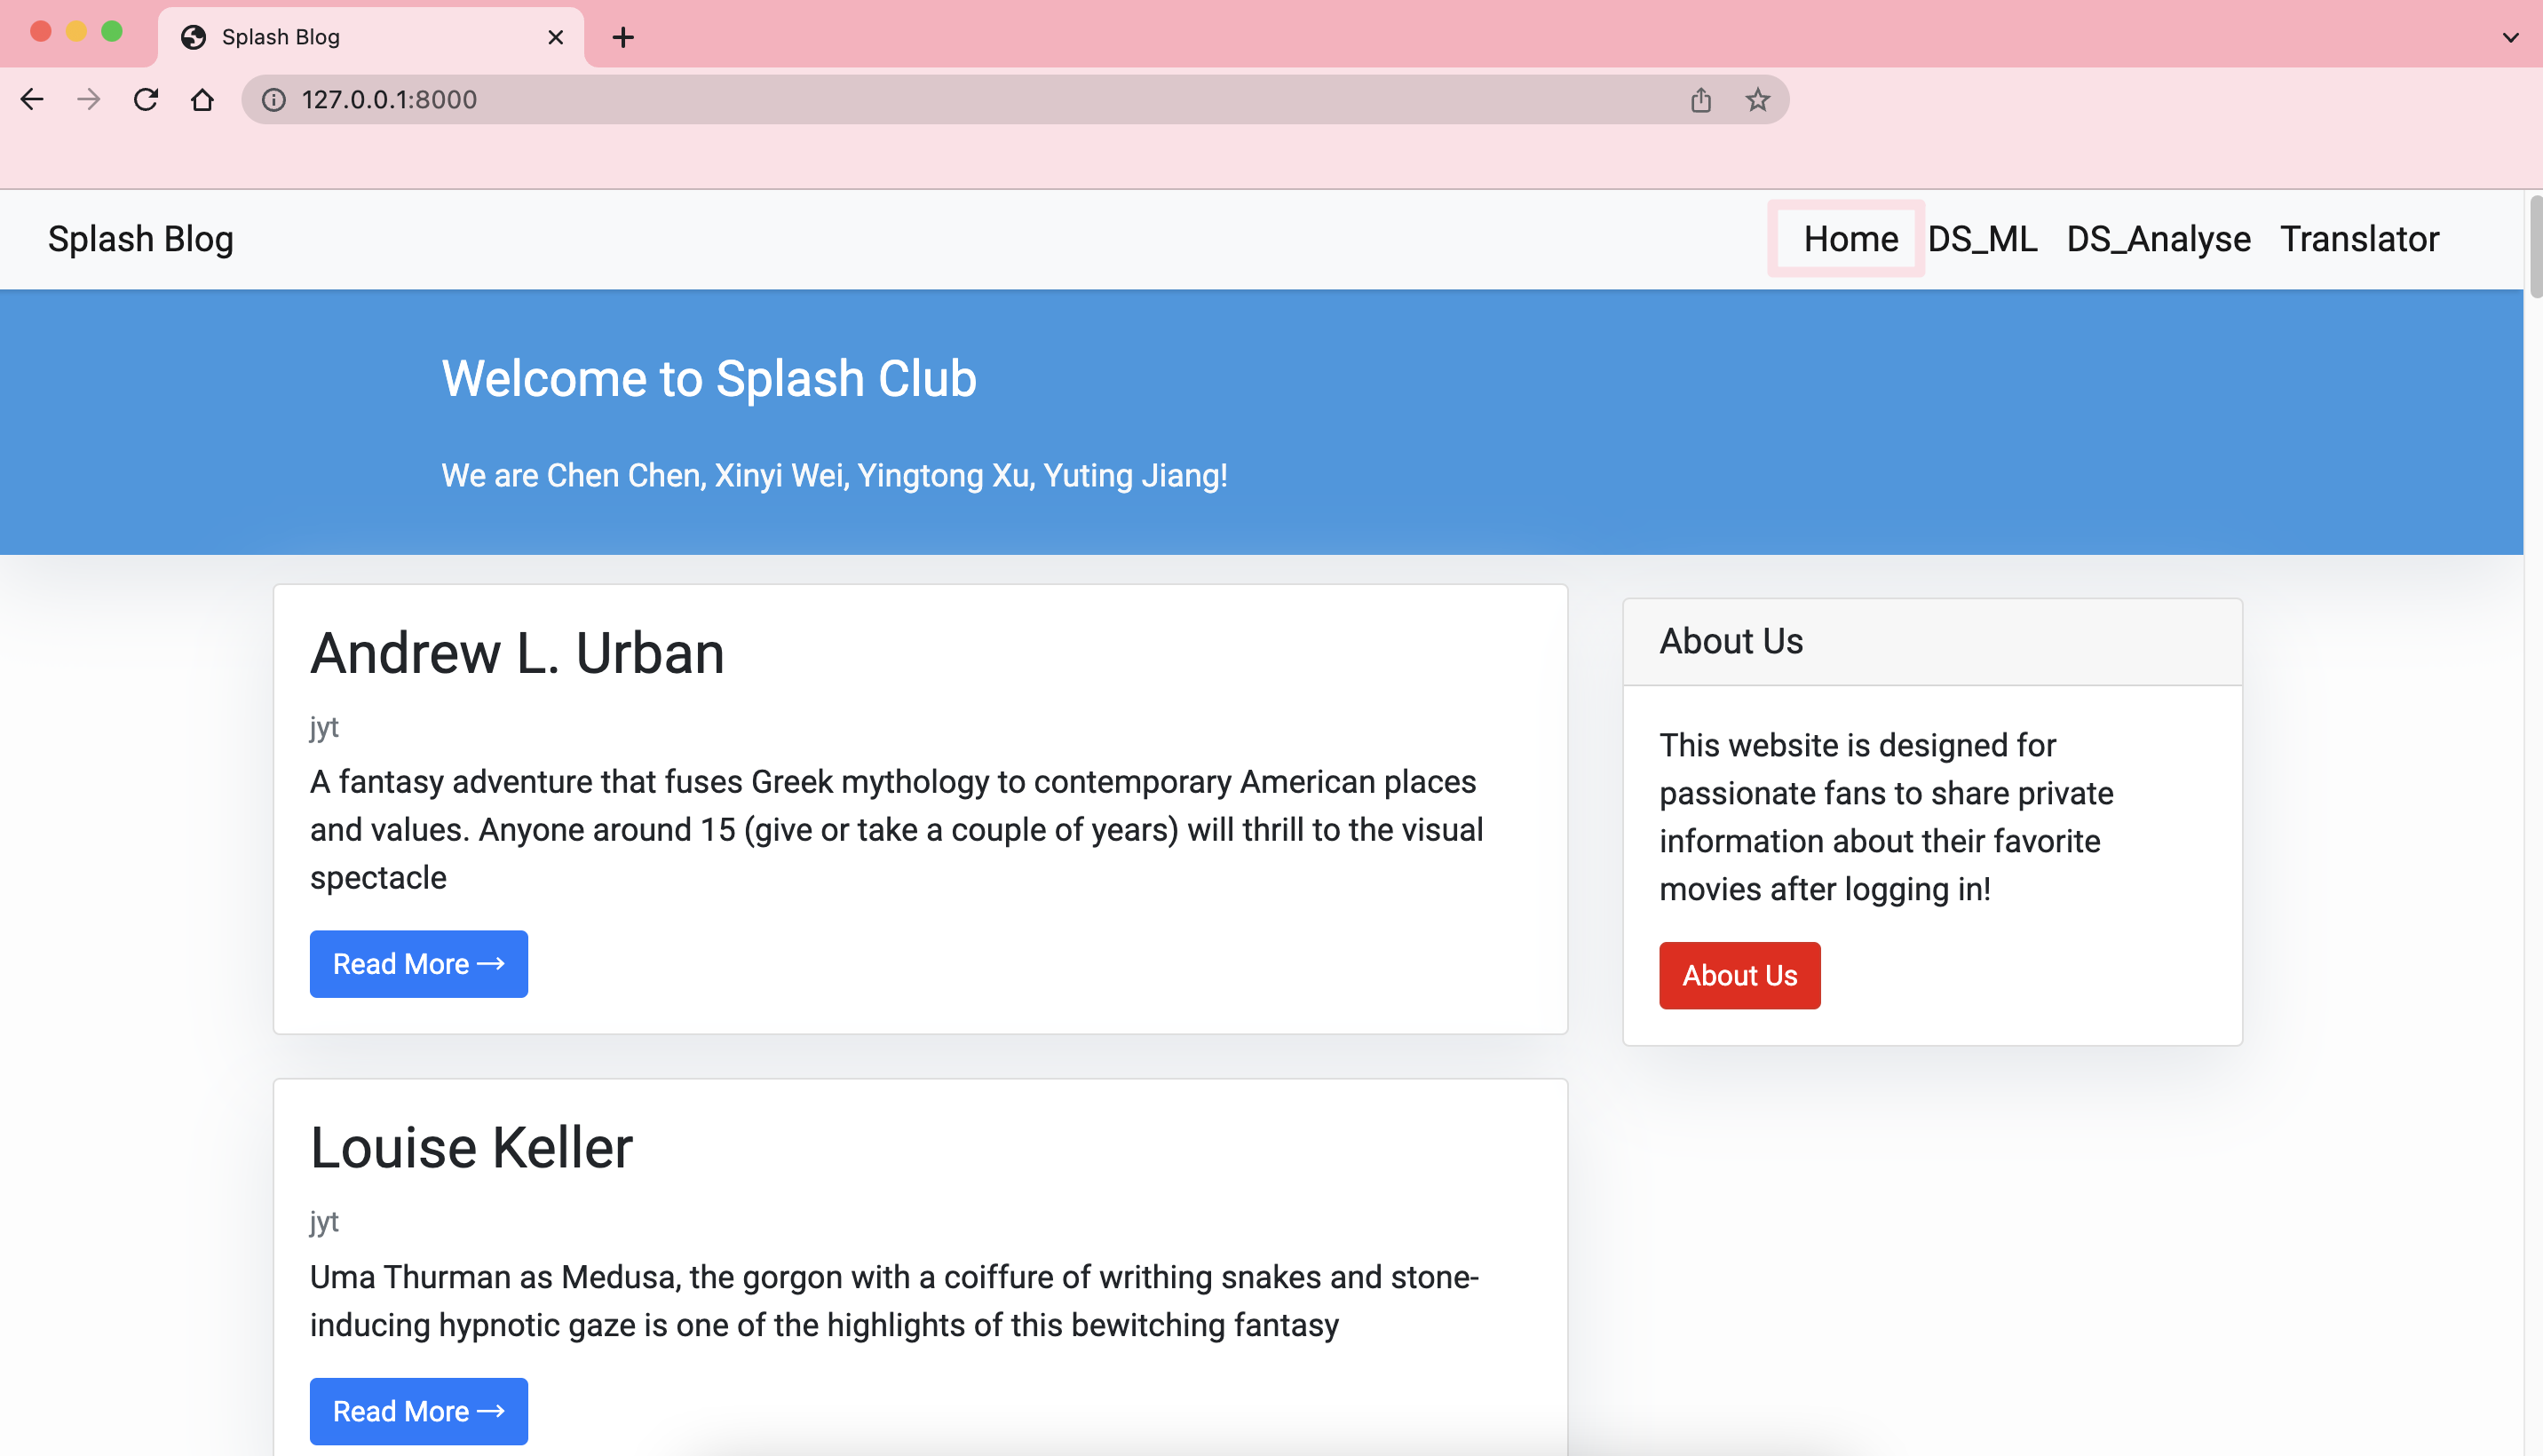 Splash Blog
127.0.0.1:8000
Splash Blog
Home DS_ML DS_Analyse Translator
Welcome to Splash Club
We are Chen Chen, Xinyi Wei, Yingtong Xu, Yuting Jiang!
Andrew L. Urban
jyt
A fantasy adventure that fuses Greek mythology to contemporary American places
and values. Anyone around 15 (give or take a couple of years) will thrill to the visual
spectacle
Read More →
About Us
This website is designed for
passionate fans to share private
information about their favorite
movies after logging in!
About Us
Louise Keller
jyt
Uma Thurman as Medusa, the gorgon with a coiffure of writhing snakes and stone-
inducing hypnotic gaze is one of the highlights of this bewitching fantasy
Read More →